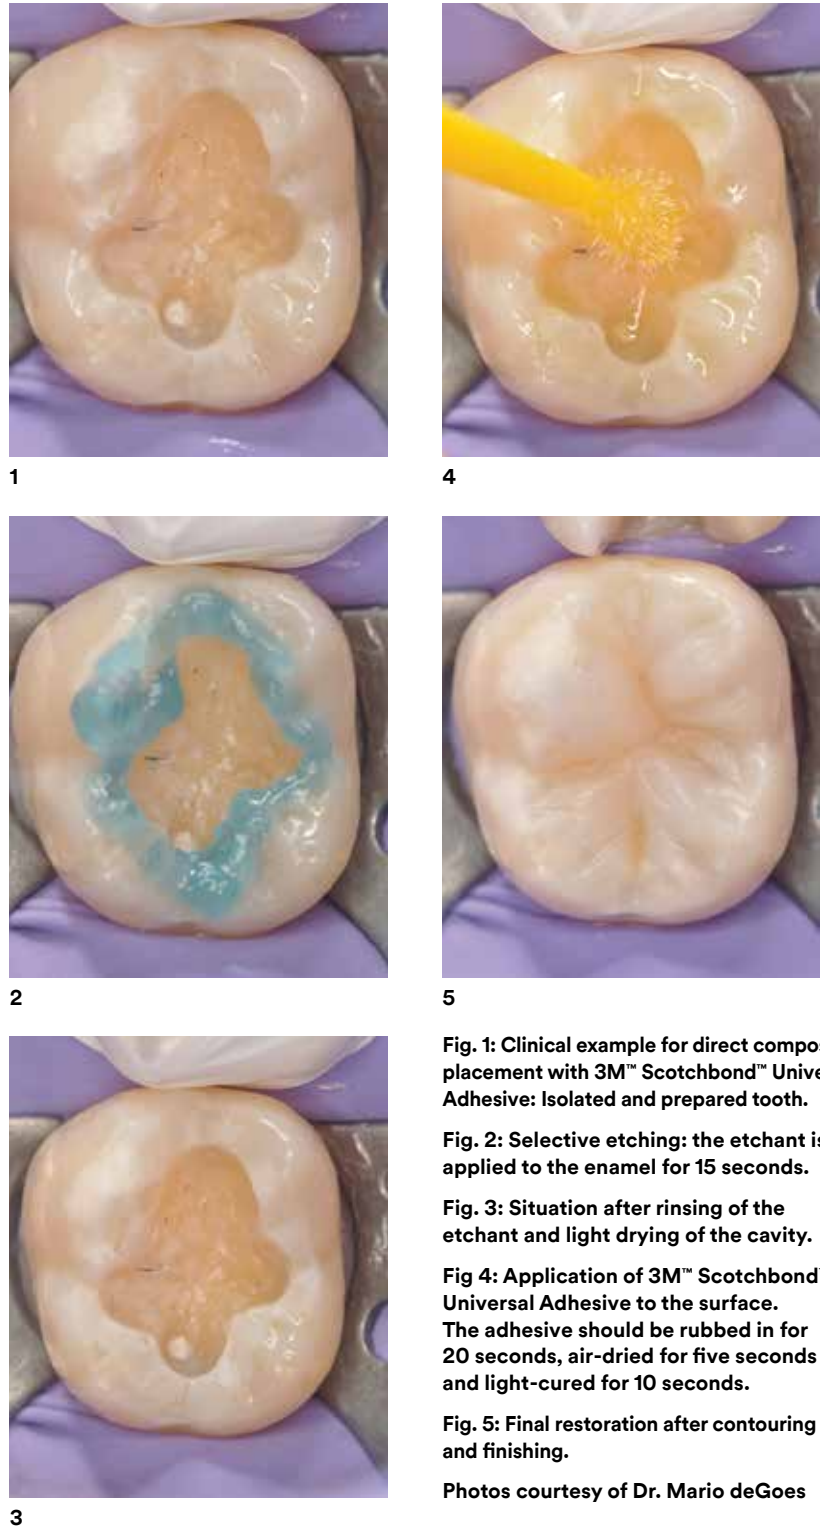 1
4
2
5
3
Fig. 1: Clinical example for direct
placement with 3M™ Scotchbond™
Adhesive: Isolated and prepared tooth.
Fig. 2: Selective etching: the etchant
applied to the enamel for 15 seconds.
Fig. 3: Situation after rinsing of the
etchant and light drying of the cavity.
Fig 4: Application of 3M™ Scotchbond™
Universal Adhesive to the surface.
The adhesive should be rubbed in for
20 seconds, air-dried for five seconds
and light-cured for 10 seconds.
Fig. 5: Final restoration after contouring
and finishing.
Photos courtesy of Dr. Mario deGoes